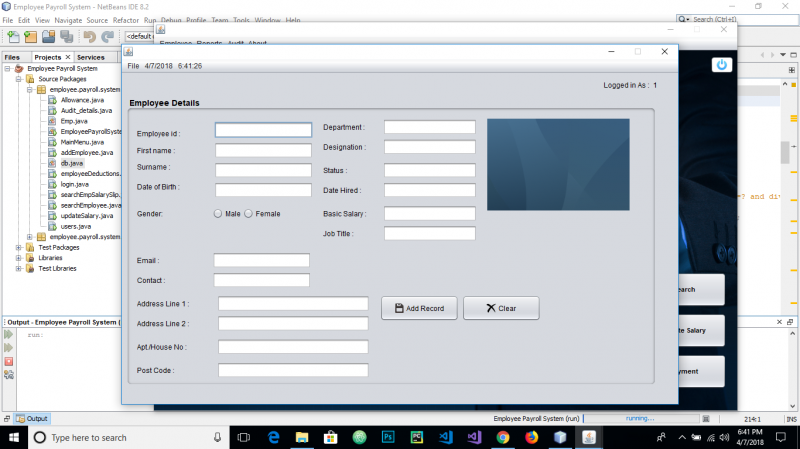 Employee Payroll System - NetBeans IDE 8.2
File Edit View Navigate Source Refactor Run Debug Profile Team Tools Window Help
Search (Ctrl+I)
<default
Employee Reports Audit About
File 4/7/2018 6:41:26
Files Projects Services
Logged in As : 1
Employee Payroll System
Source Packages
employee.payroll.system
Allowance.java
Audit_details.java
Emp.java
EmployeePayrollSyste
MainMenu.java
addEmployee.java
db.java
employeeDeductions.
login.java
searchEmpSalarySlip.
searchEmployee.java
updateSalary.java
users.java
employee.payroll.system
Test Packages
Libraries
Test Libraries
Employee Details
Employee id :
First name :
Surname :
Date of Birth :
Gender:
Male Female
Email :
Contact :
Address Line 1 :
Address Line 2 :
Apt./House No :
Post Code :
Department :
Designation :
Status :
Date Hired :
Basic Salary :
Job Title :
Add Record
Clear
=? and di
earch
te Salary
yment
Output - Employee Payroll System (
run:
Output
Employee Payroll System (run)
running...
214:1
INS
Type here to search
6:41 PM
4/7/2018